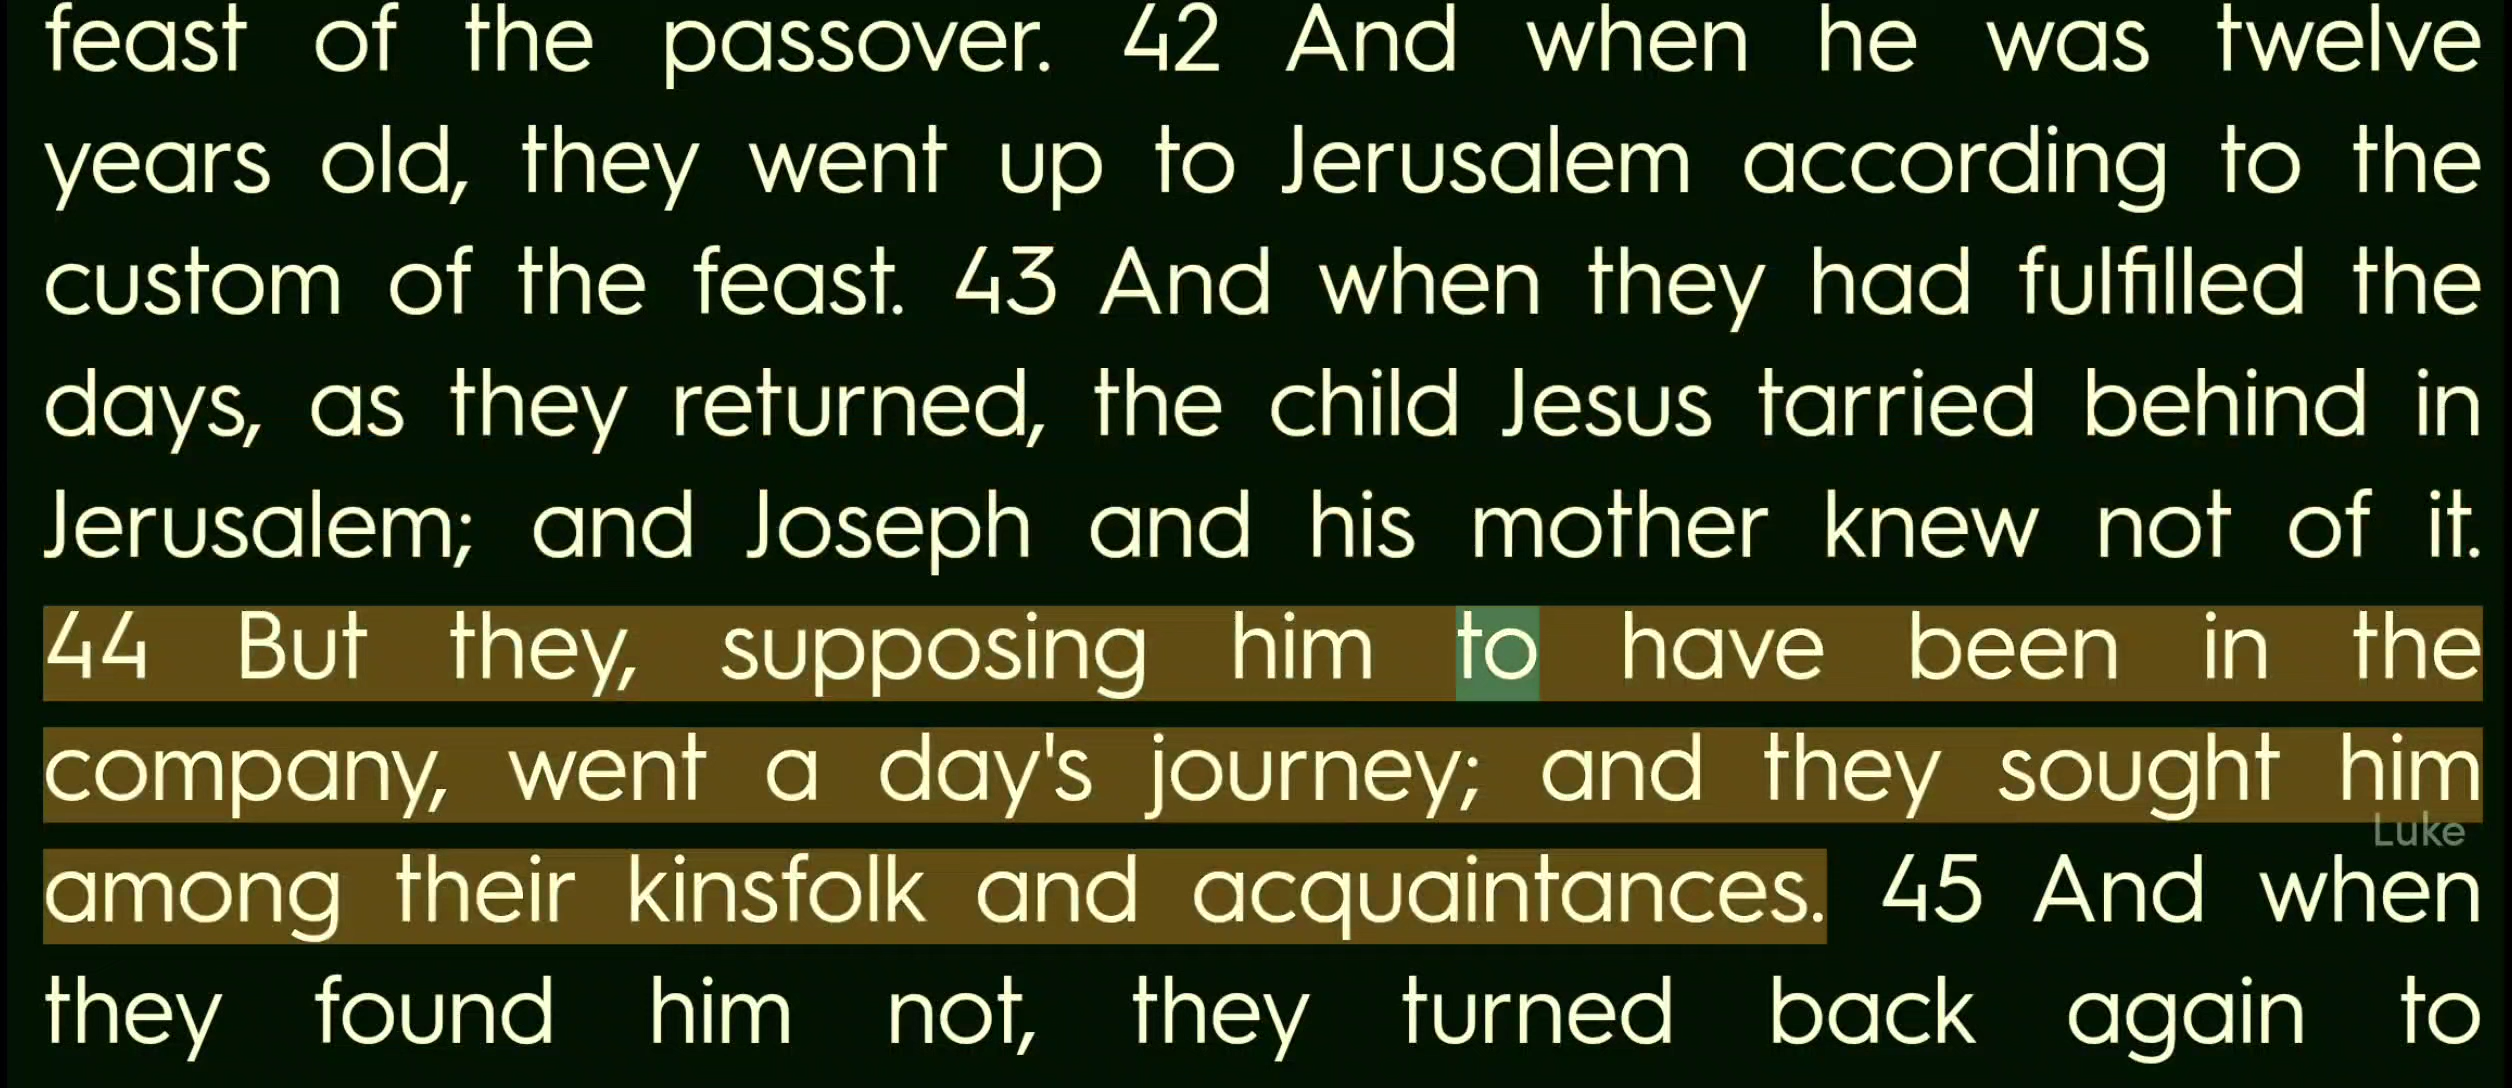 feast of the passover. 42 And when he was twelve
years old, they went up to Jerusalem according to the
custom of the feast. 43 And when they had fulfilled the
days, as they returned, the child Jesus tarried behind in
Jerusalem; and Joseph and his mother knew not of it.
44 But they, supposing him to have been in the
company, went a day's journey; and they sought him
Luke
among their kinsfolk and acquaintances. 45 And when
they found him not, they turned back again to